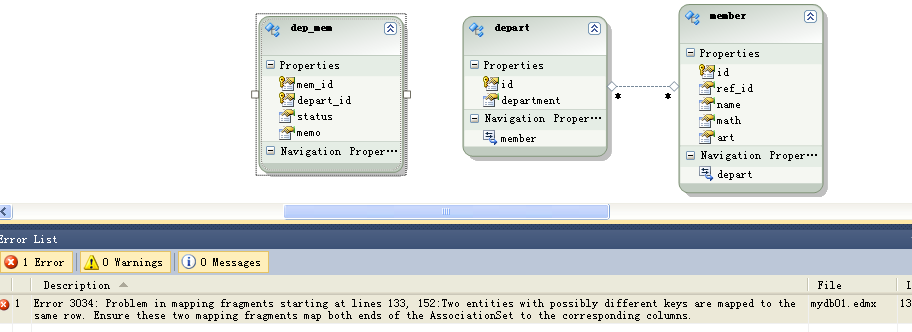 dep_mem
Properties
mem_id
depart_id
status
memo
Navigation Proper...
depart
Properties
id
department
Navigation Proper...
member
*
*
member
Properties
id
ref_id
name
math
art
Navigation Proper...
depart
Error List
1 Error
0 Warnings
0 Messages
Description
File
L
1
Error 3034: Problem in mapping fragments starting at lines 133, 152:Two entities with possibly different keys are mapped to the
same row. Ensure these two mapping fragments map both ends of the AssociationSet to the corresponding columns.
mydb01.edmx
13